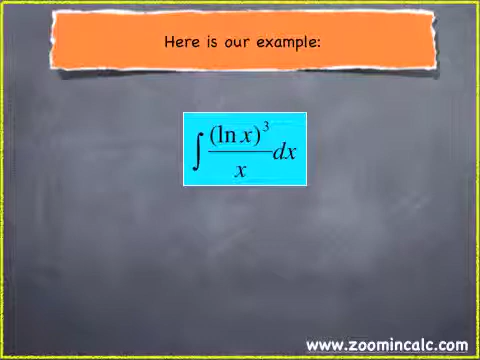 Here is our example:
∫ (ln x)³ / x dx
www.zoomincalc.com